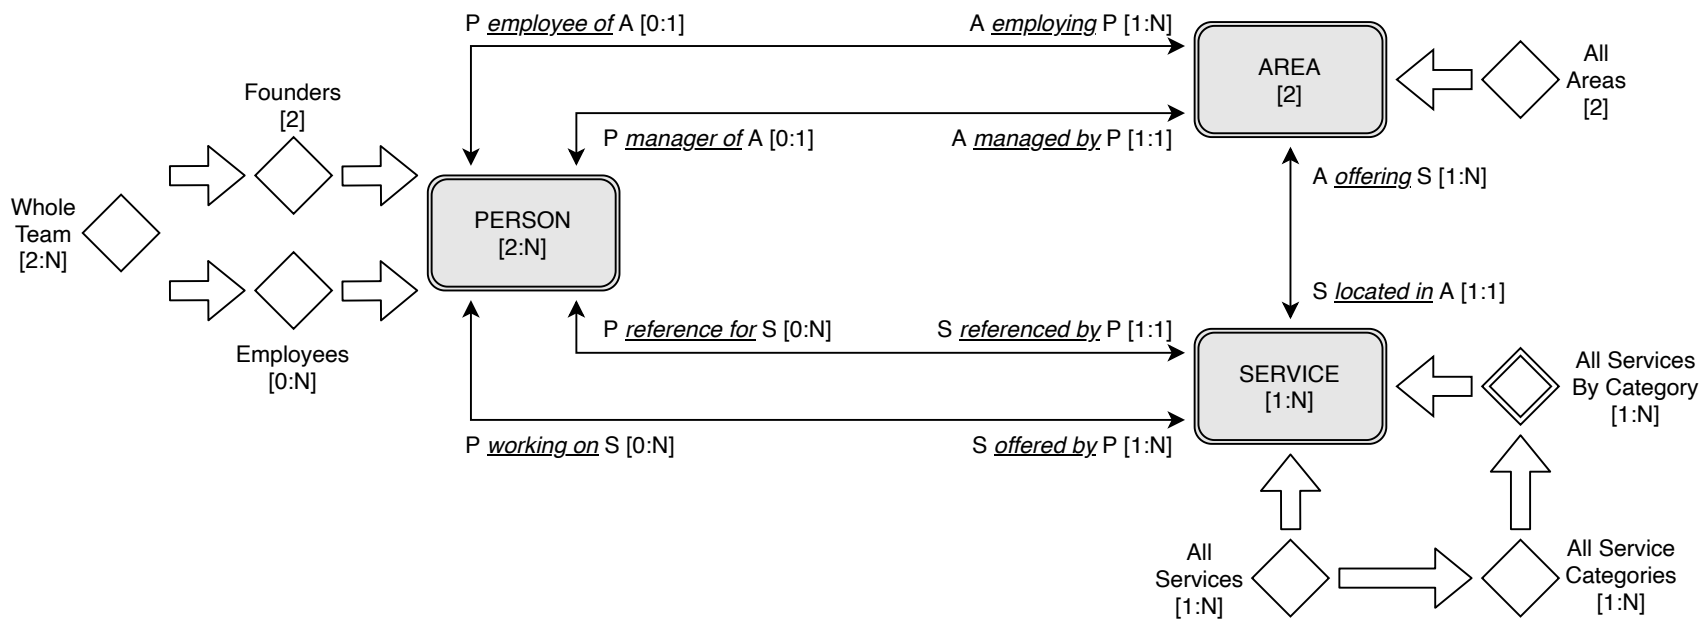 P employee of A [0:1]
A employing P [1:N]
AREA
[2]
All
Areas
[2]
Founders
[2]
P manager of A [0:1]
A managed by P [1:1]
A offering S [1:N]
Whole
Team
[2:N]
PERSON
[2:N]
S located in A [1:1]
Employees
[0:N]
P reference for S [0:N]
S referenced by P [1:1]
SERVICE
[1:N]
All Services
By Category
[1:N]
P working on S [0:N]
S offered by P [1:N]
All
Services
[1:N]
All Service
Categories
[1:N]